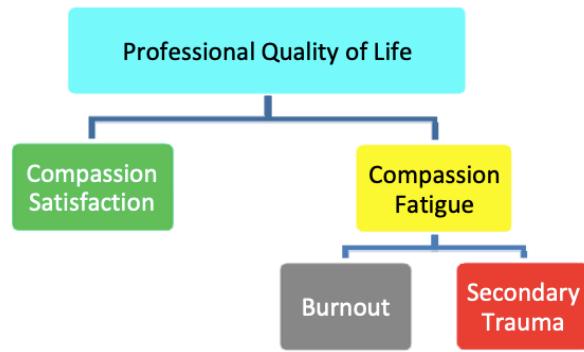 Professional Quality of Life
Compassion
Satisfaction
Compassion
Fatigue
Burnout
Secondary
Trauma